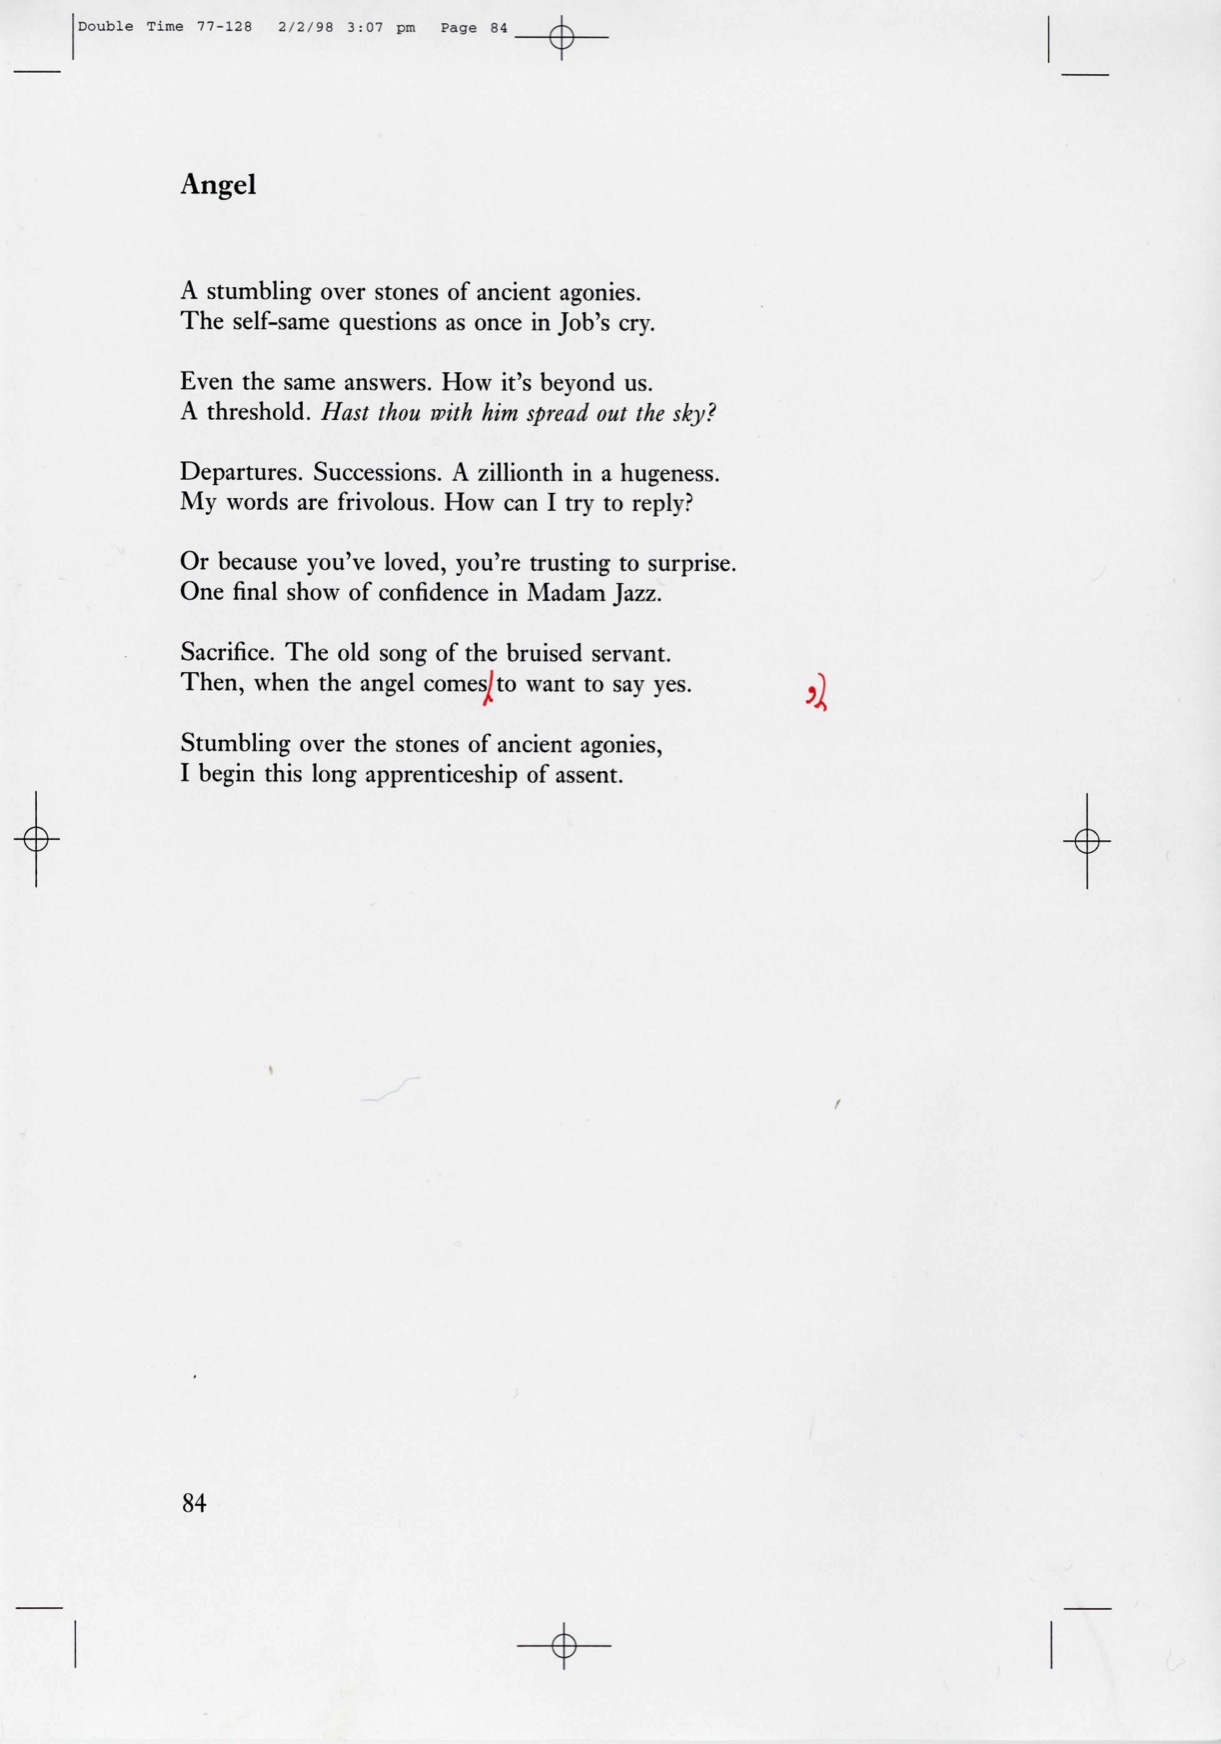 Double Time 77-128 2/2/98 3:07 pm Page 84
Angel
A stumbling over stones of ancient agonies.
The self-same questions as once in Job's cry.
Even the same answers. How it's beyond us.
A threshold. Hast thou with him spread out the sky?
Departures. Successions. A zillionth in a hugeness.
My words are frivolous. How can I try to reply?
Or because you've loved, you're trusting to surprise.
One final show of confidence in Madam Jazz.
Sacrifice. The old song of the bruised servant.
Then, when the angel comes to want to say yes. ,
Stumbling over the stones of ancient agonies,
I begin this long apprenticeship of assent.
84